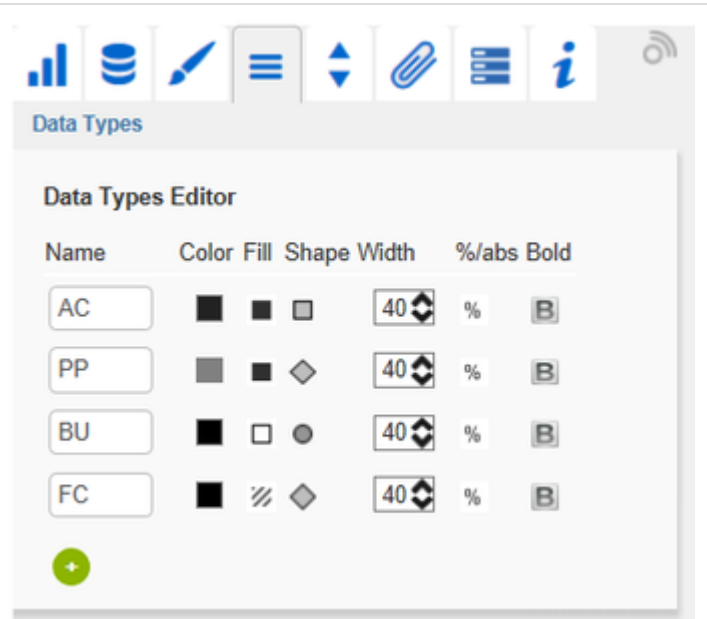 Data Types
Data Types Editor
Name Color Fill Shape Width %/abs Bold
AC 40 % B
PP 40 % B
BU 40 % B
FC 40 % B